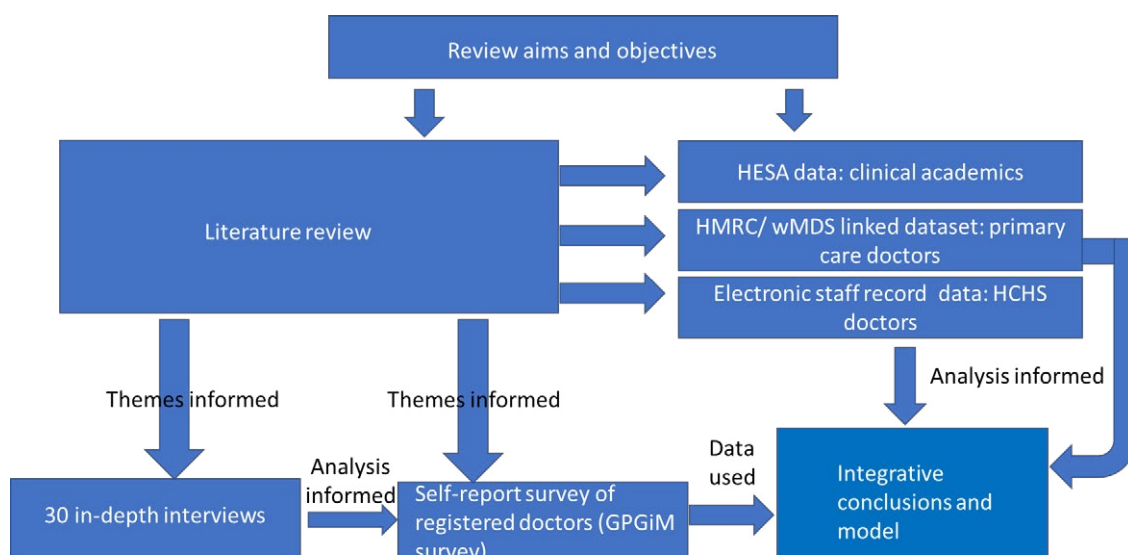 Review aims and objectives
Literature review
HESA data: clinical academics
HMRC/ wMDS linked dataset: primary
care doctors
Electronic staff record data: HCHS
doctors
Themes informed
Themes informed
Analysis informed
30 in-depth interviews
Analysis
informed
Self-report survey of
registered doctors (GPGiM
survey)
Data
used
Integrative
conclusions and
model